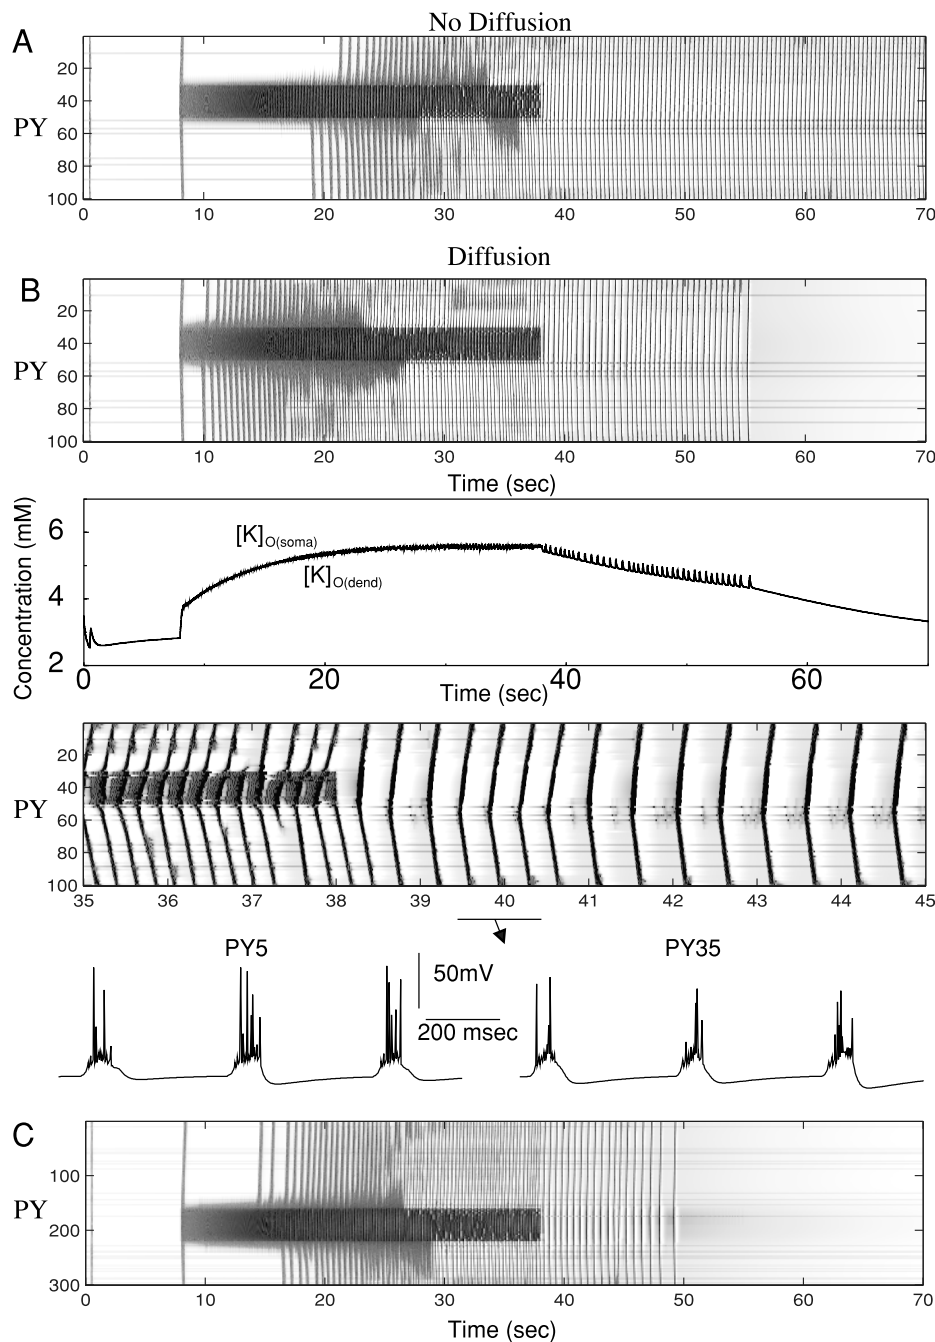 No Diffusion
A
20
40
PY
60
80
100
0 10 20 30 40 50 60 70
Diffusion
B
20
40
PY
60
80
100
0 10 20 30 40 50 60 70
Time (sec)
Concentration (mM)
6
[K]O(soma)
[K]O(dend)
4
2
0 20 40 60
Time (sec)
20
40
PY
60
80
100
35 36 37 38 39 40 41 42 43 44 45
PY5 PY35
50mV
200 msec
C
100
PY
200
300
0 10 20 30 40 50 60 70
Time (sec)